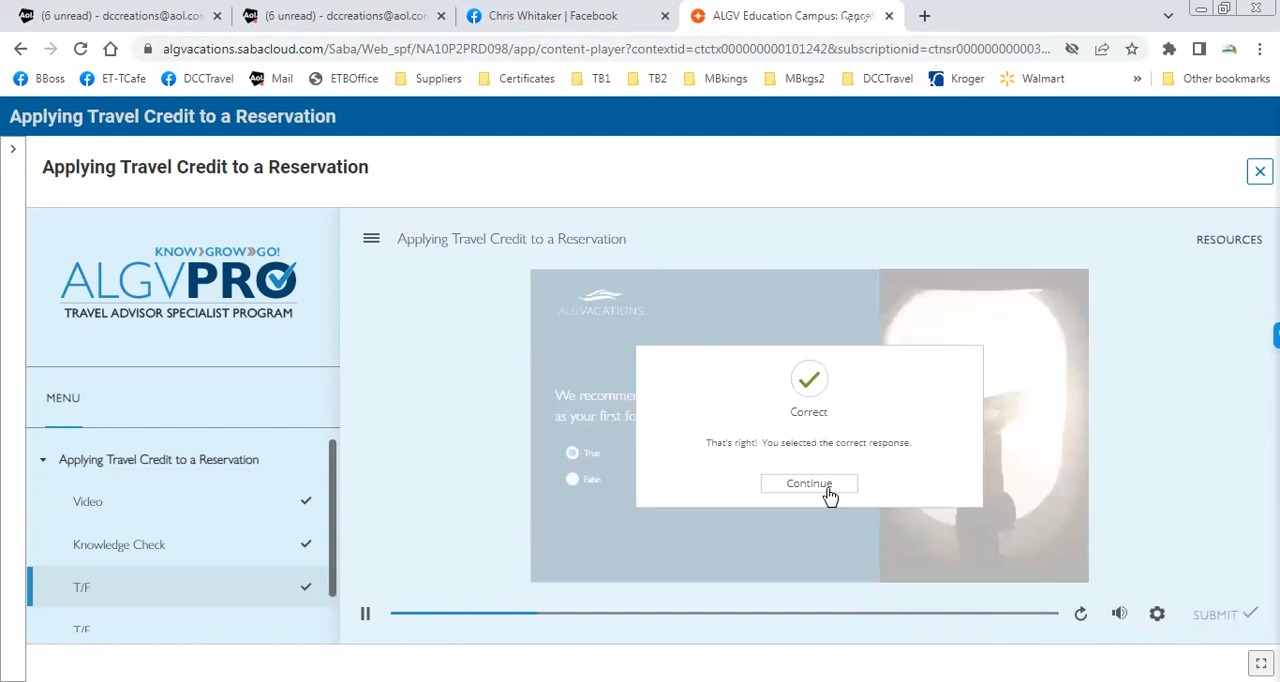 (6 unread) - dccreations@aol.con
(6 unread) - dccreations@aol.con
Chris Whitaker | Facebook
ALGV Education Campus:
algvacations.sabacloud.com/Saba/Web_spf/NA10P2PRD098/app/content-player?contextid=ctctx000000000101242&subscriptionid=ctnsr000000000003...
BBoss
ET-TCafe
DCCTravel
Aol. Mail
ETBOffice
Suppliers
Certificates
TB1
TB2
MBkings
MBkgs2
DCCTravel
Kroger
Walmart
»
Other bookmarks
Applying Travel Credit to a Reservation
Applying Travel Credit to a Reservation
KNOW›GROW»GO!
ALGVPRO
TRAVEL ADVISOR SPECIALIST PROGRAM
MENU
Applying Travel Credit to a Reservation
Video
Knowledge Check
T/F
T/F
Applying Travel Credit to a Reservation
RESOURCES
ALGVACATIONS.
We recomme
as your first fo
True
False
Correct
That's right! You selected the correct response.
Continue
SUBMIT